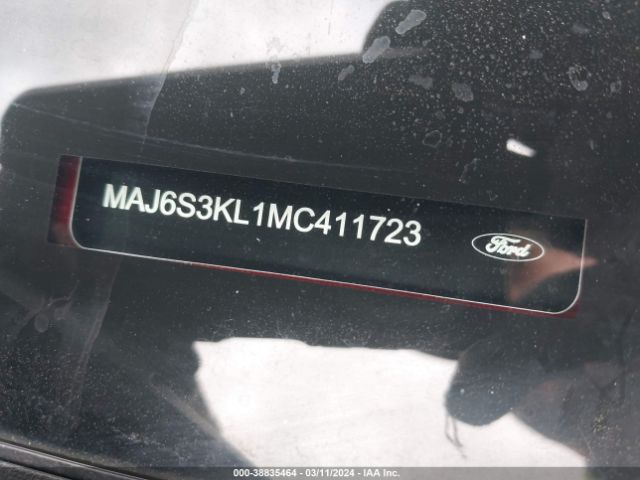 MAJ6S3KL1MC411723
Ford
000-38835464 - 03/11/2024 - IAA Inc.